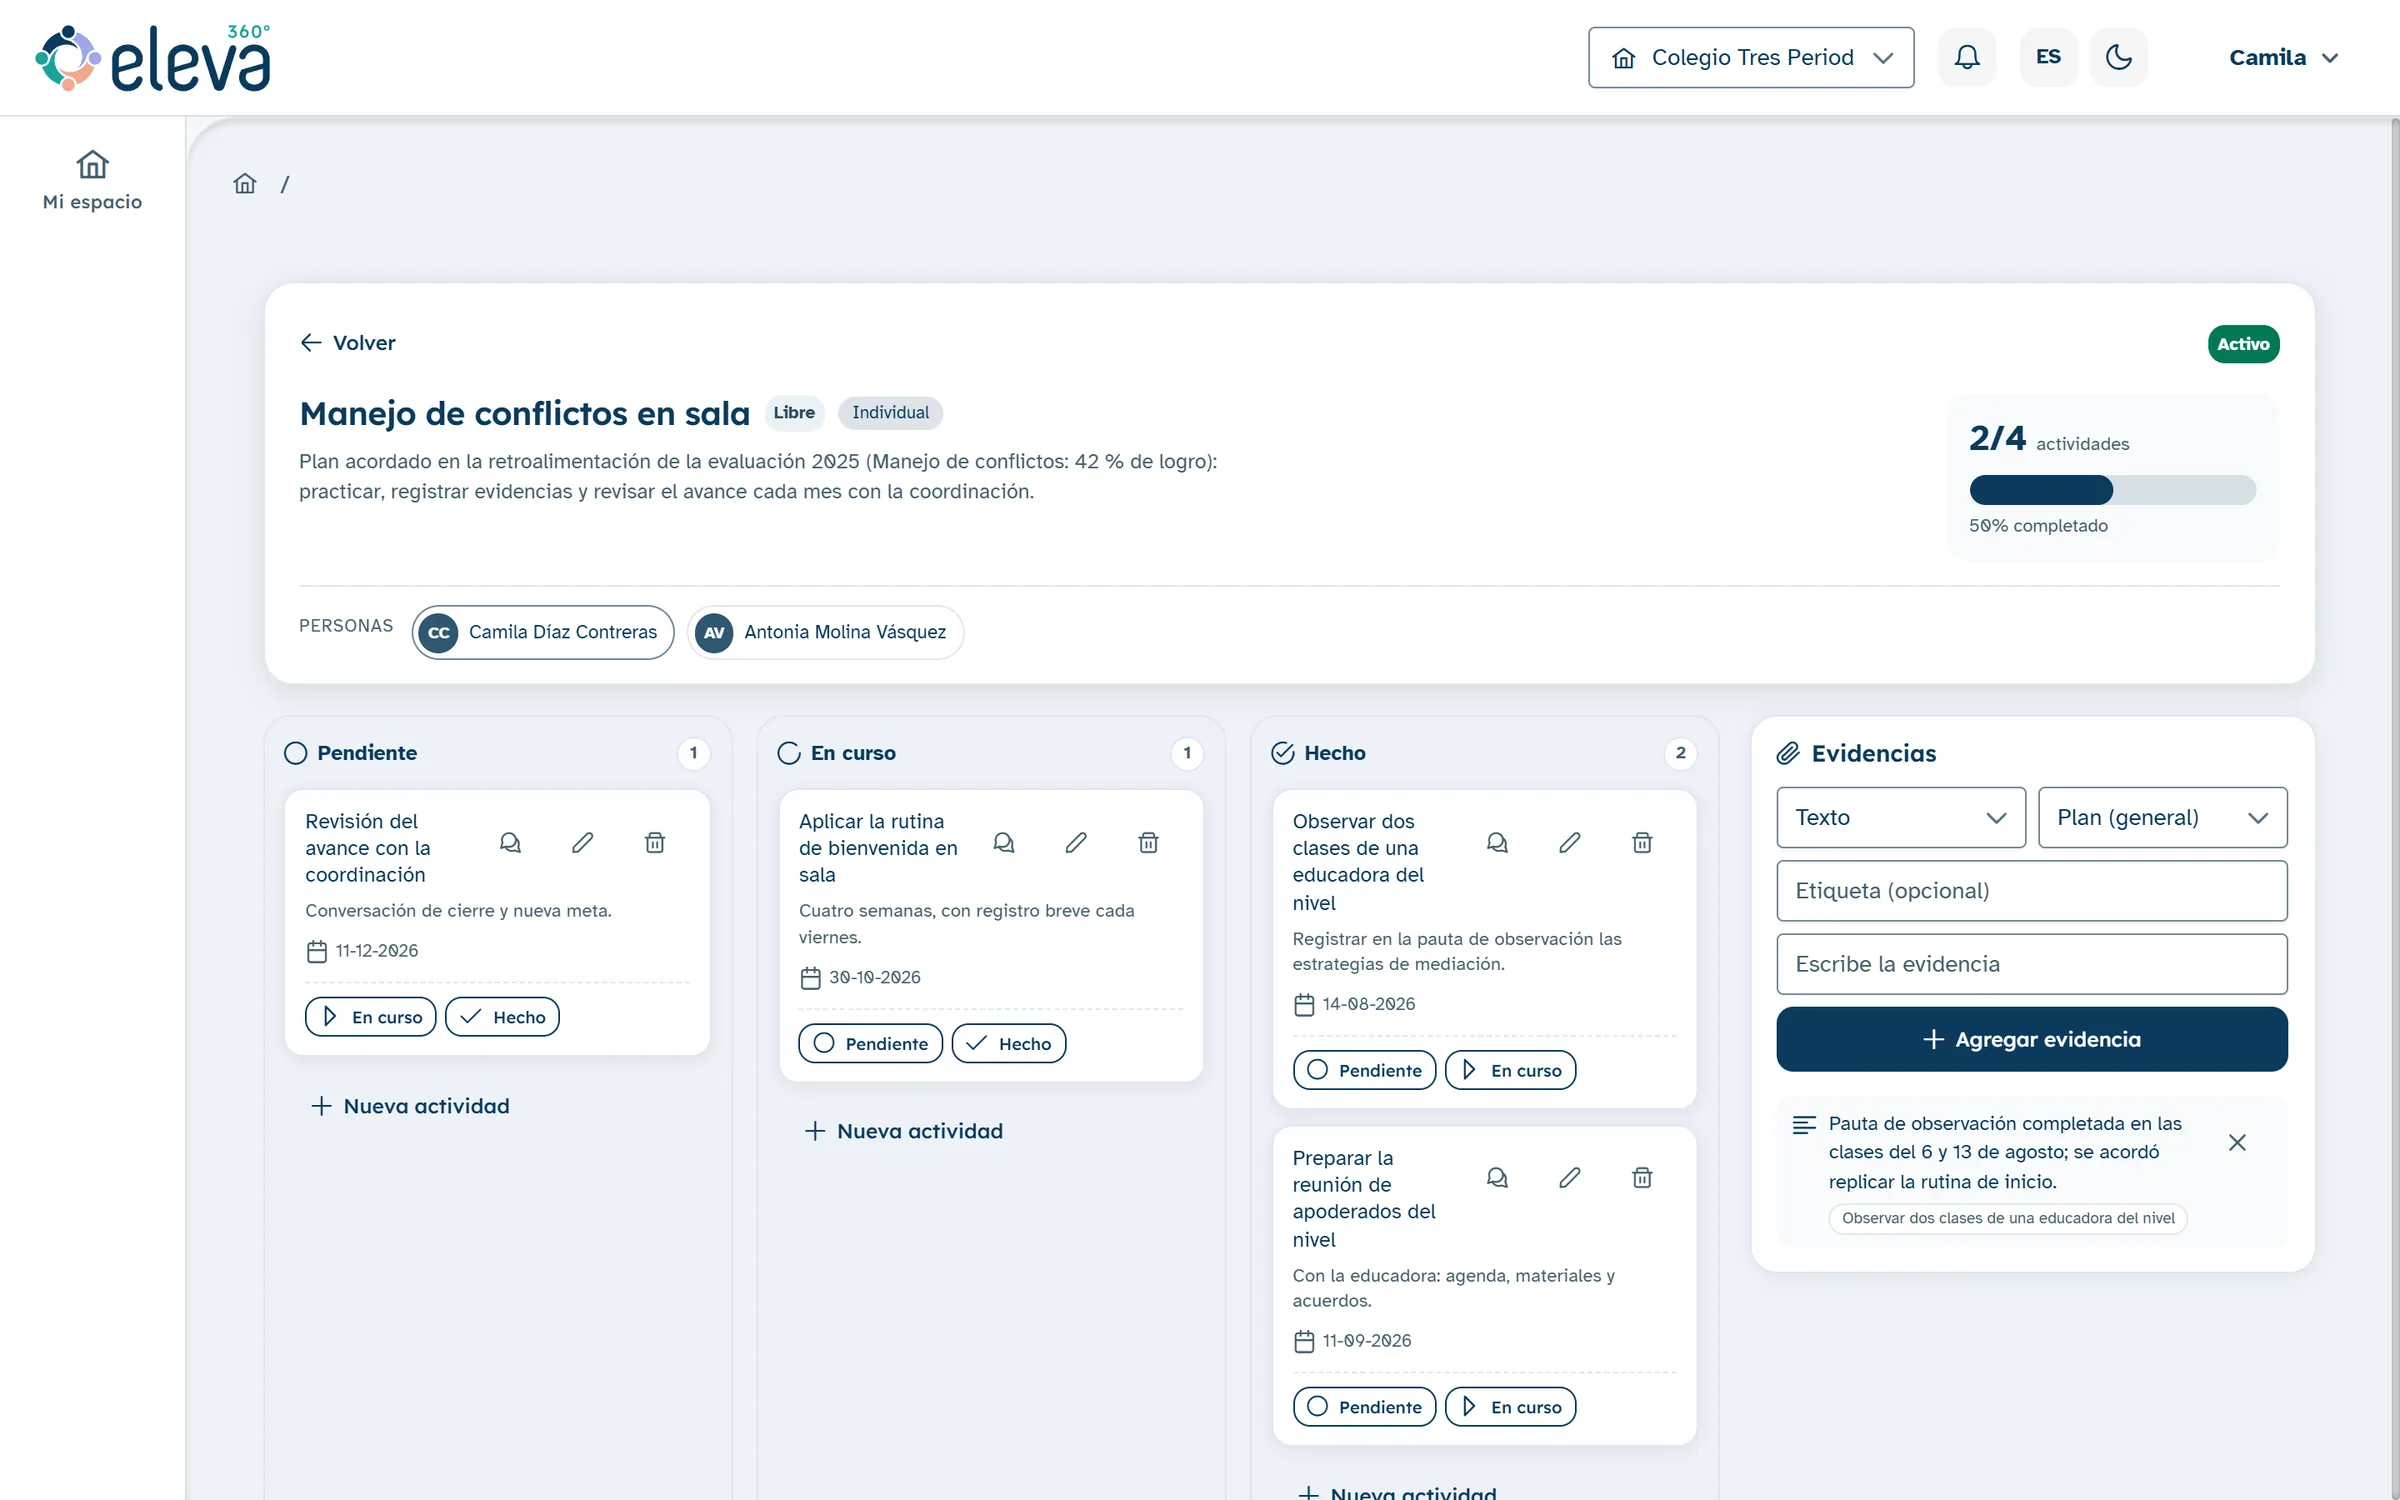 eleva 360°
Colegio Tres Period
ES
Camila
Mi espacio
/
Volver
Activo
Manejo de conflictos en sala
Libre
Individual
Plan acordado en la retroalimentación de la evaluación 2025 (Manejo de conflictos: 42 % de logro):
practicar, registrar evidencias y revisar el avance cada mes con la coordinación.
2/4 actividades
50% completado
PERSONAS
CC Camila Díaz Contreras
AV Antonia Molina Vásquez
Pendiente
1
Revisión del
avance con la
coordinación
Conversación de cierre y nueva meta.
11-12-2026
En curso
Hecho
Nueva actividad
En curso
1
Aplicar la rutina
de bienvenida en
sala
Cuatro semanas, con registro breve cada
viernes.
30-10-2026
Pendiente
Hecho
Nueva actividad
Hecho
2
Observar dos
clases de una
educadora del
nivel
Registrar en la pauta de observación las
estrategias de mediación.
14-08-2026
Pendiente
En curso
Preparar la
reunión de
apoderados del
nivel
Con la educadora: agenda, materiales y
acuerdos.
11-09-2026
Pendiente
En curso
Nueva actividad
Evidencias
Texto
Plan (general)
Etiqueta (opcional)
Escribe la evidencia
Agregar evidencia
Pauta de observación completada en las
clases del 6 y 13 de agosto; se acordó
replicar la rutina de inicio.
Observar dos clases de una educadora del nivel